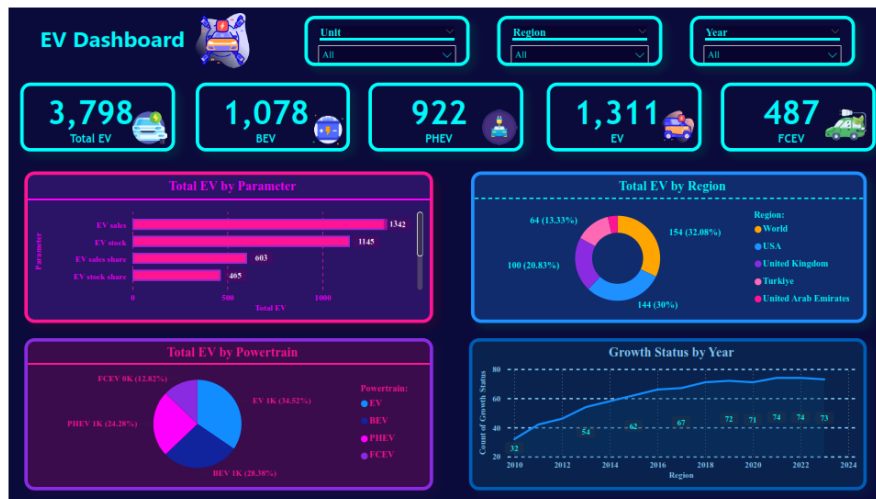 EV Dashboard
Unit
All
Region
All
Year
All
3,798
Total EV
1,078
BEV
922
PHEV
1,311
EV
487
FCEV
Total EV by Parameter
Parameter
EV sales
1342
EV stock
1145
EV sales share
603
EV stock share
465
0
500
1000
Total EV
Total EV by Region
64 (13.33%)
154 (32.08%)
100 (20.83%)
144 (30%)
Region:
World
USA
United Kingdom
Turkiye
United Arab Emirates
Total EV by Powertrain
FCEV 0K (12.82%)
EV 1K (34.52%)
PHEV 1K (24.28%)
BEV 1K (28.38%)
Powertrain:
EV
BEV
PHEV
FCEV
Growth Status by Year
Count of Growth Status
80
60
40
20
32
54
62
67
72
71
74
74
73
2010
2012
2014
2016
2018
2020
2022
2024
Region